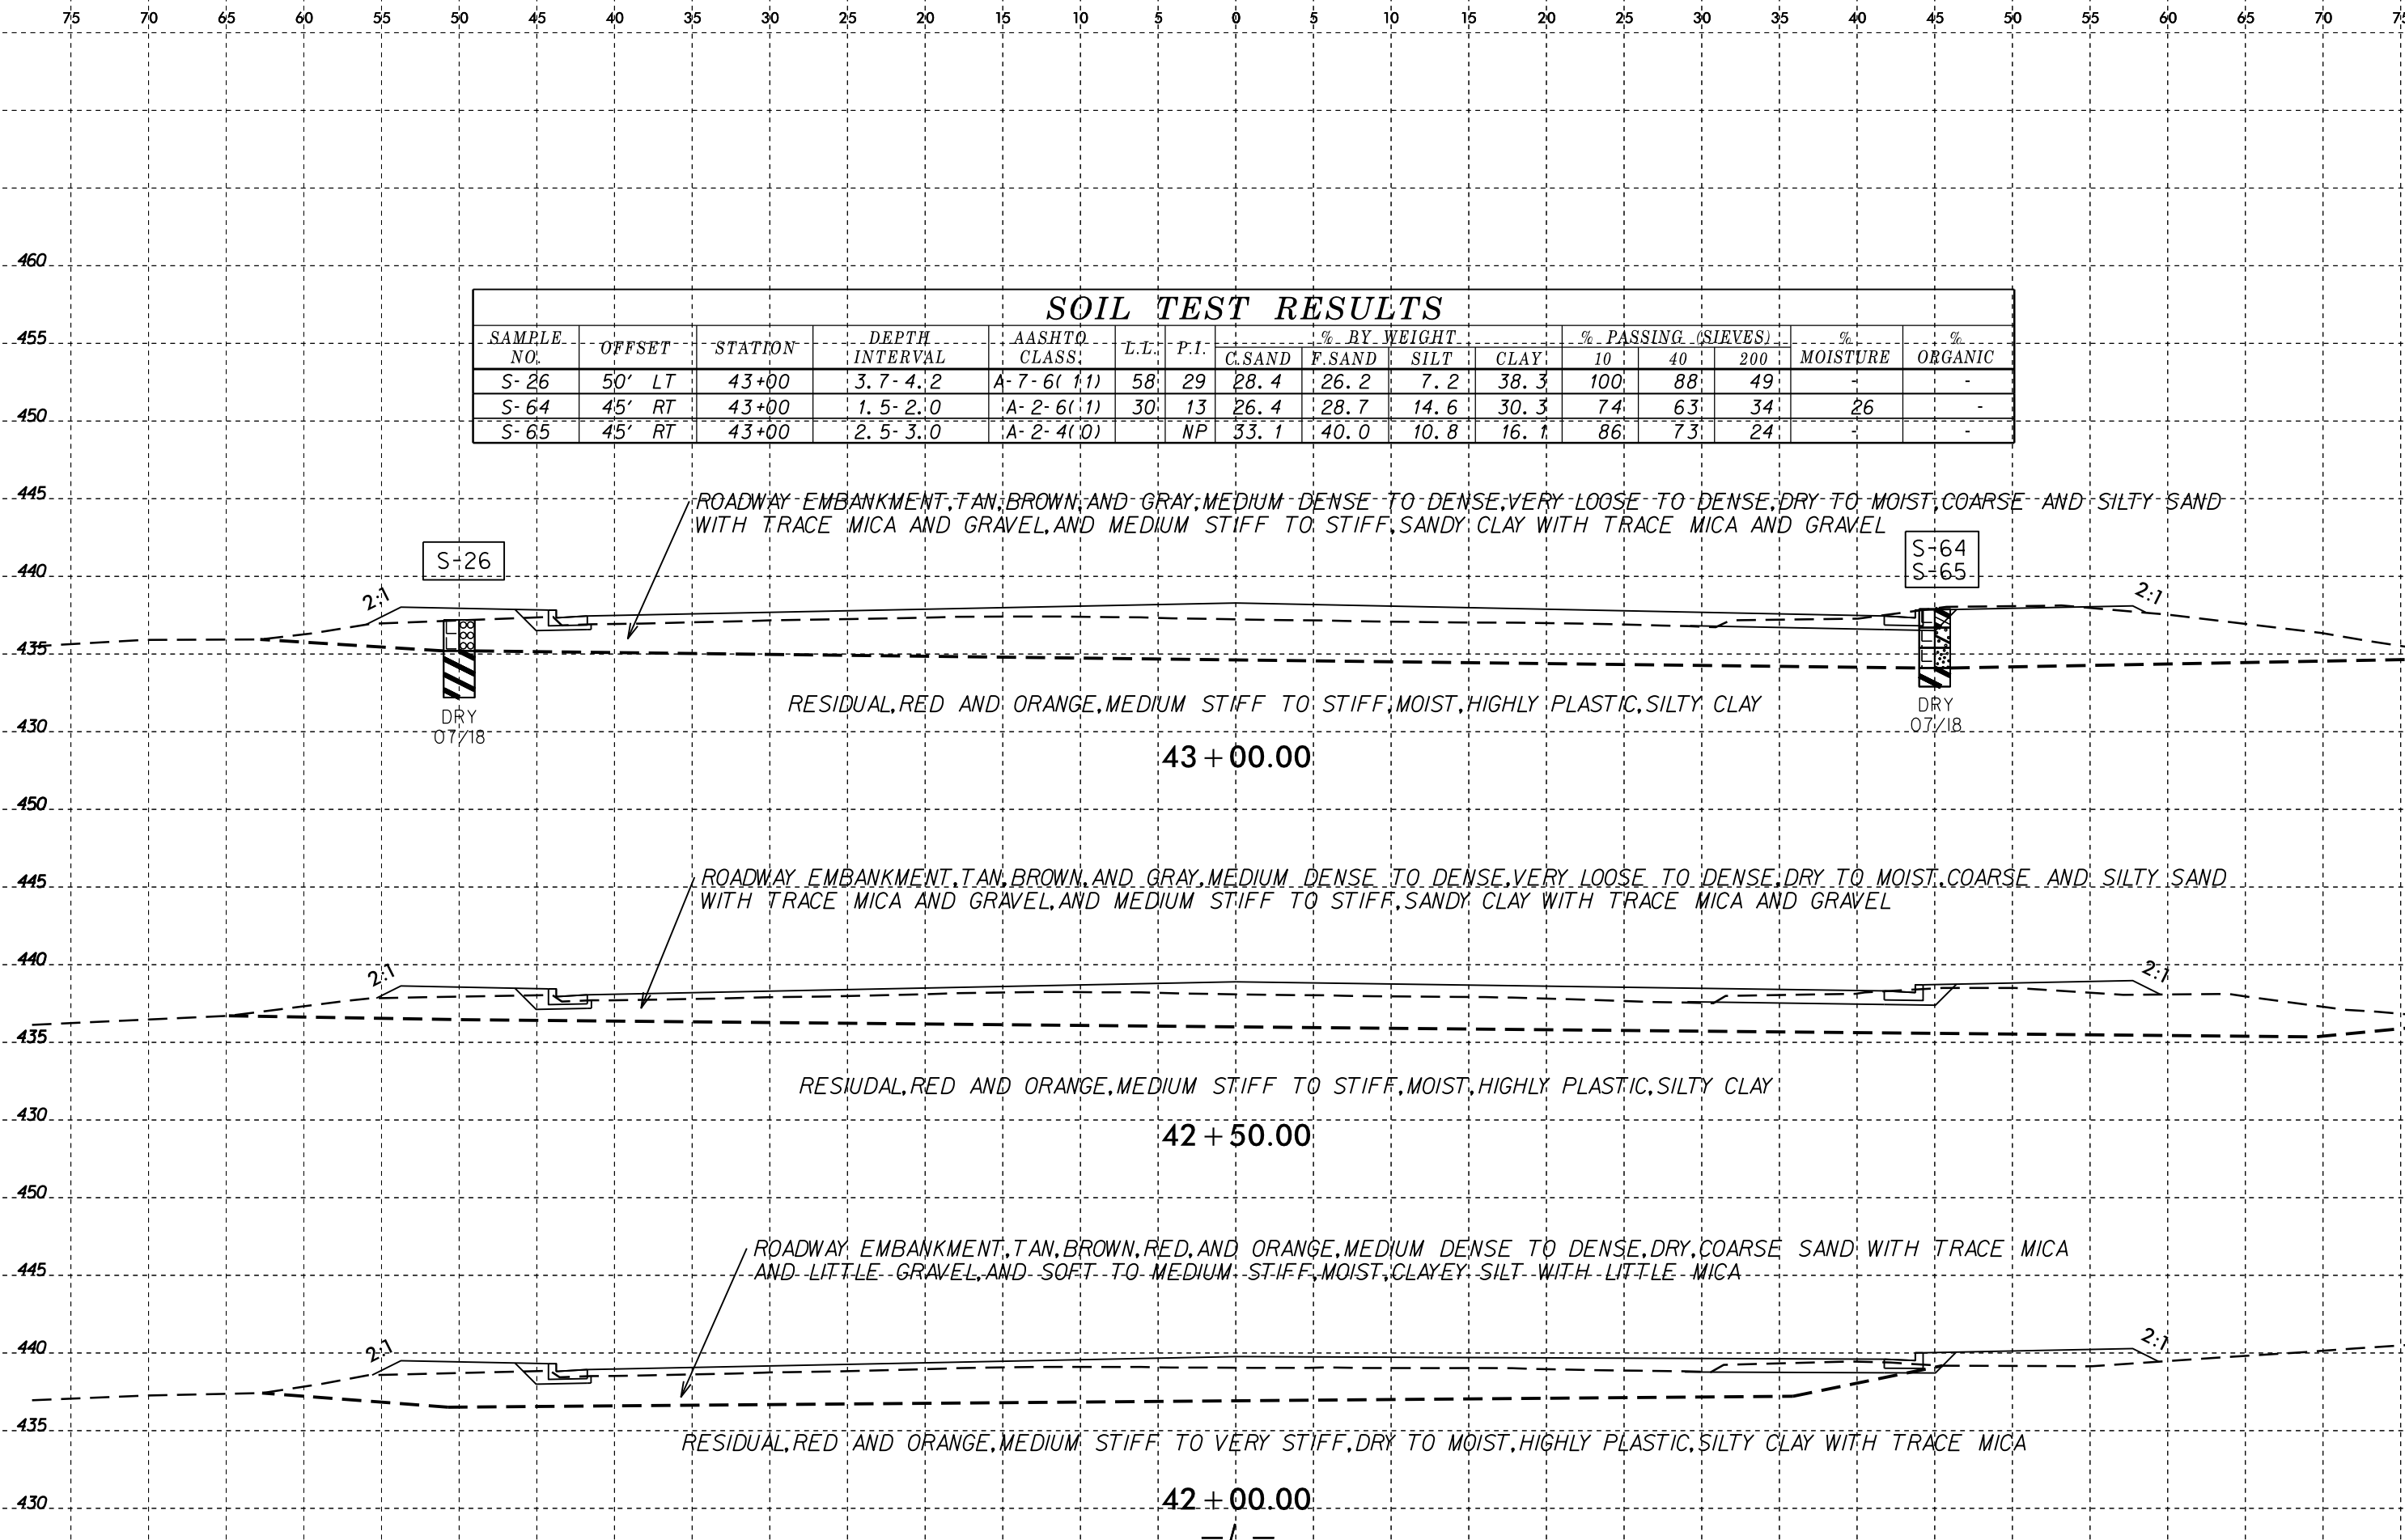 75 70 65 60 55 50 45 40 35 30 25 20 15 10 5 0 5 10 15 20 25 30 35 40 45 50 55 60 65 70
460
SOIL TEST RESULTS
455
SAMPLE NO. OFFSET STATION DEPTH INTERVAL AASHTO CLASS. L.L. P.I. % BY WEIGHT % PASSING (SIEVES) % MOISTURE % ORGANIC
C.SAND F.SAND SILT CLAY 10 40 200
S-26 50' LT 43+00 3.7-4.2 A-7-6(11) 58 29 28.4 26.2 7.2 38.3 100 88 49 - -
S-64 45' RT 43+00 1.5-2.0 A-2-6(1) 30 13 26.4 28.7 14.6 30.3 74 63 34 26 -
450
S-65 45' RT 43+00 2.5-3.0 A-2-4(0) NP 33.1 40.0 10.8 16.1 86 73 24 - -
445
ROADWAY EMBANKMENT,TAN,BROWN,AND GRAY,MEDIUM DENSE TO DENSE,VERY LOOSE TO DENSE,DRY TO MOIST,COARSE AND SILTY SAND
WITH TRACE MICA AND GRAVEL,AND MEDIUM STIFF TO STIFF,SANDY CLAY WITH TRACE MICA AND GRAVEL
S-26
S-64
S-65
440
2:1
2:1
435
RESIDUAL,RED AND ORANGE,MEDIUM STIFF TO STIFF,MOIST,HIGHLY PLASTIC,SILTY CLAY
DRY
07/18
DRY
07/18
430
43+00.00
450
445
ROADWAY EMBANKMENT,TAN,BROWN,AND GRAY,MEDIUM DENSE TO DENSE,VERY LOOSE TO DENSE,DRY TO MOIST,COARSE AND SILTY SAND
WITH TRACE MICA AND GRAVEL,AND MEDIUM STIFF TO STIFF,SANDY CLAY WITH TRACE MICA AND GRAVEL
440
2:1
2:1
435
RESIUDAL,RED AND ORANGE,MEDIUM STIFF TO STIFF,MOIST,HIGHLY PLASTIC,SILTY CLAY
430
42+50.00
450
ROADWAY EMBANKMENT,TAN,BROWN,RED,AND ORANGE,MEDIUM DENSE TO DENSE,DRY,COARSE SAND WITH TRACE MICA
AND LITTLE GRAVEL,AND SOFT TO MEDIUM STIFF,MOIST,CLAYEY SILT WITH LITTLE MICA
445
440
2:1
2:1
435
RESIDUAL,RED AND ORANGE,MEDIUM STIFF TO VERY STIFF,DRY TO MOIST,HIGHLY PLASTIC,SILTY CLAY WITH TRACE MICA
430
42+00.00